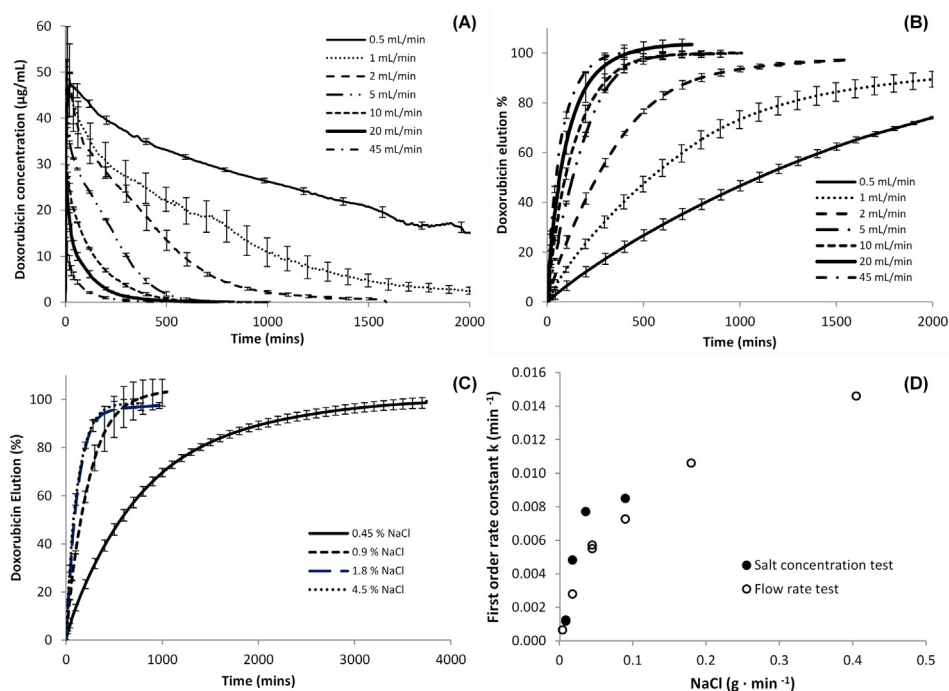 (A)
60
50
40
30
20
10
0
Doxorubicin concentration (µg/mL)
0.5 mL/min
1 mL/min
2 mL/min
5 mL/min
10 mL/min
20 mL/min
45 mL/min
0 500 1000 1500 2000
Time (mins)
(B)
100
80
60
40
20
0
Doxorubicin elution %
0.5 mL/min
1 mL/min
2 mL/min
5 mL/min
10 mL/min
20 mL/min
45 mL/min
0 500 1000 1500 2000
Time (mins)
(C)
100
80
60
40
20
0
Doxorubicin Elution (%)
0.45 % NaCl
0.9 % NaCl
1.8 % NaCl
4.5 % NaCl
0 1000 2000 3000 4000
Time (mins)
(D)
0.016
0.014
0.012
0.010
0.008
0.006
0.004
0.002
0.000
First order rate constant k (min ⁻¹)
Salt concentration test
Flow rate test
0 0.1 0.2 0.3 0.4 0.5
NaCl (g · min ⁻¹)